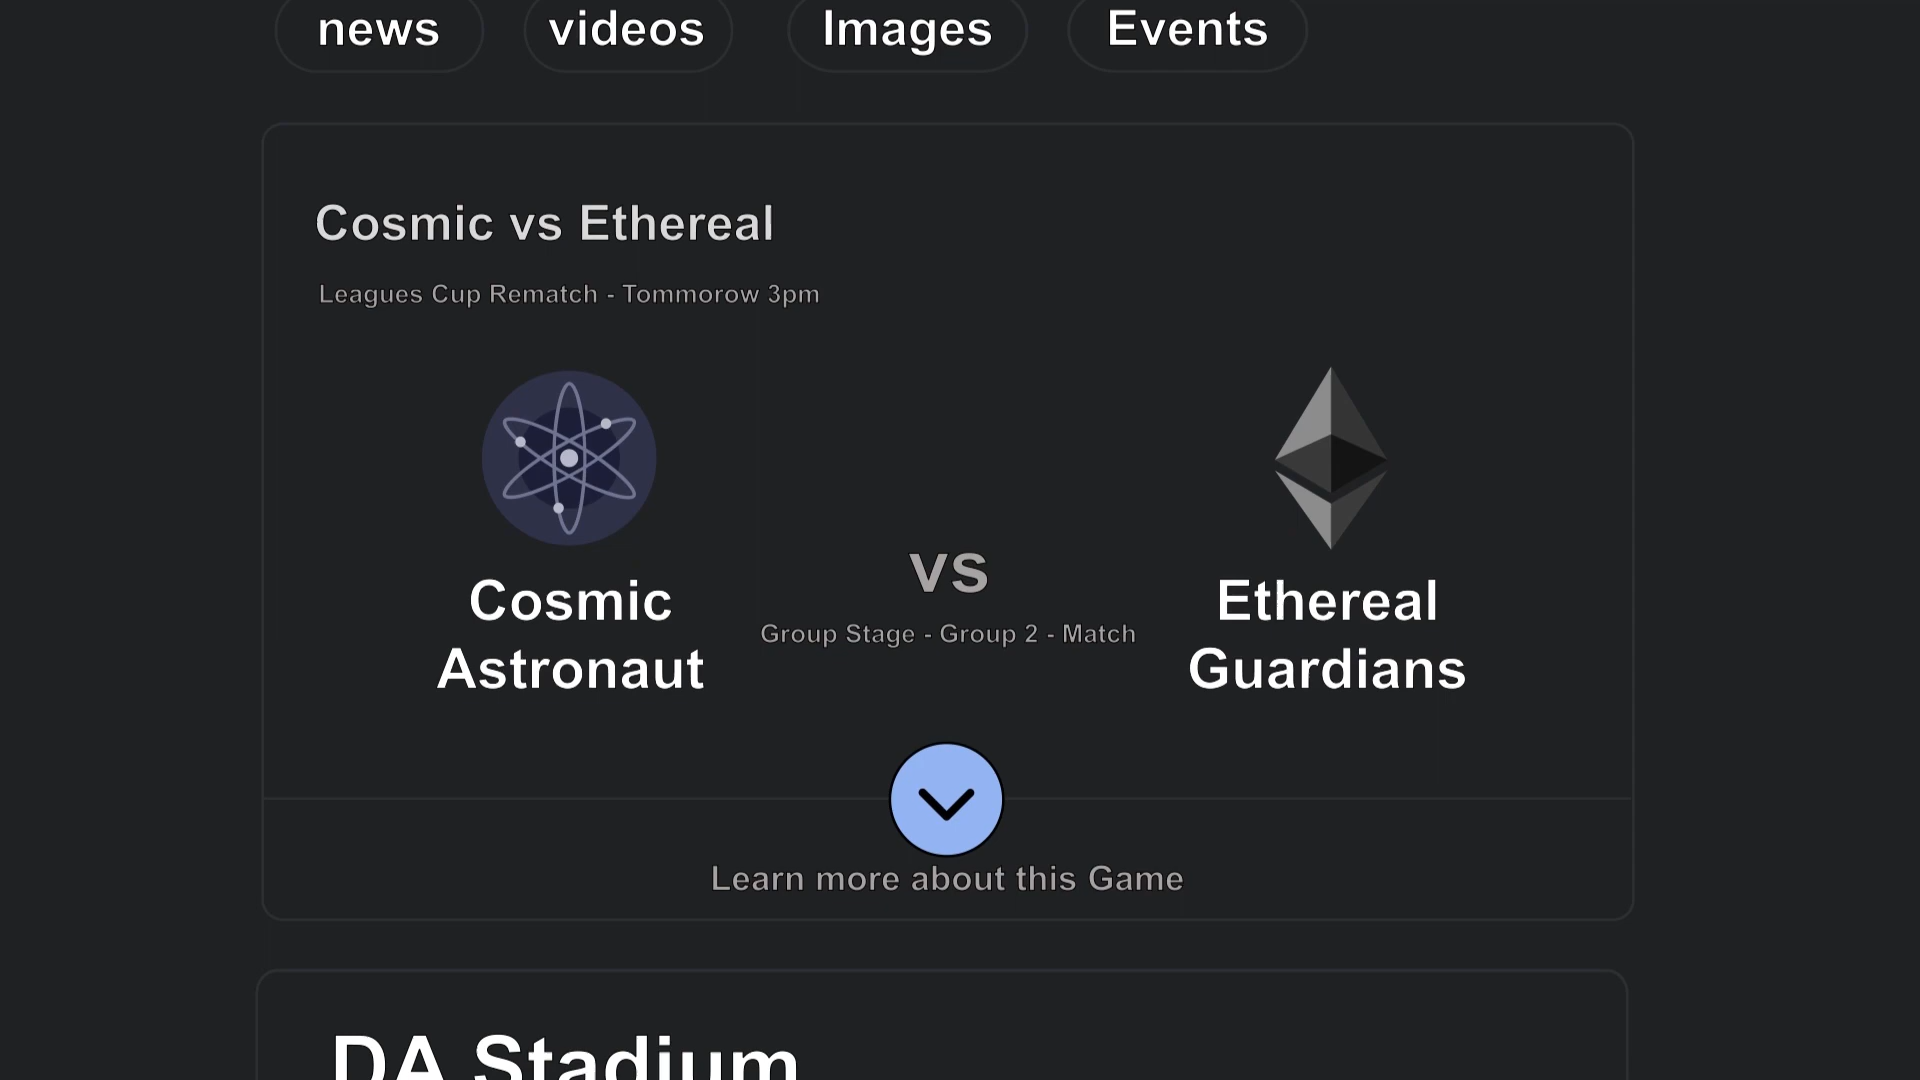 news videos Images Events
Cosmic vs Ethereal
Leagues Cup Rematch - Tommorow 3pm
vs
Group Stage - Group 2 - Match
Cosmic
Astronaut
Ethereal
Guardians
Learn more about this Game
DA Stadium